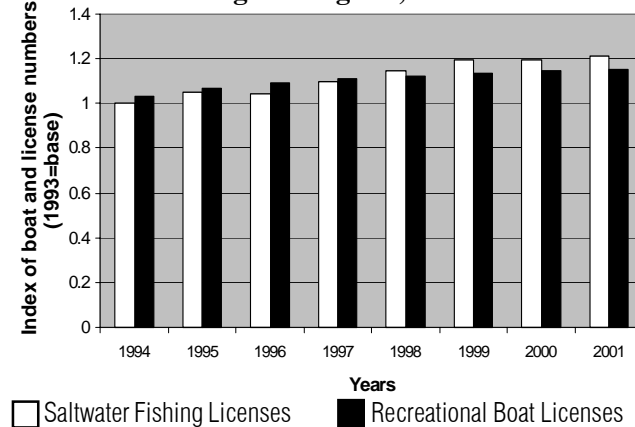 Index of boat and license numbers
(1993=base)
1.4
1.2
1
0.8
0.6
0.4
0.2
0
1994 1995 1996 1997 1998 1999 2000 2001
Years
Saltwater Fishing Licenses Recreational Boat Licenses